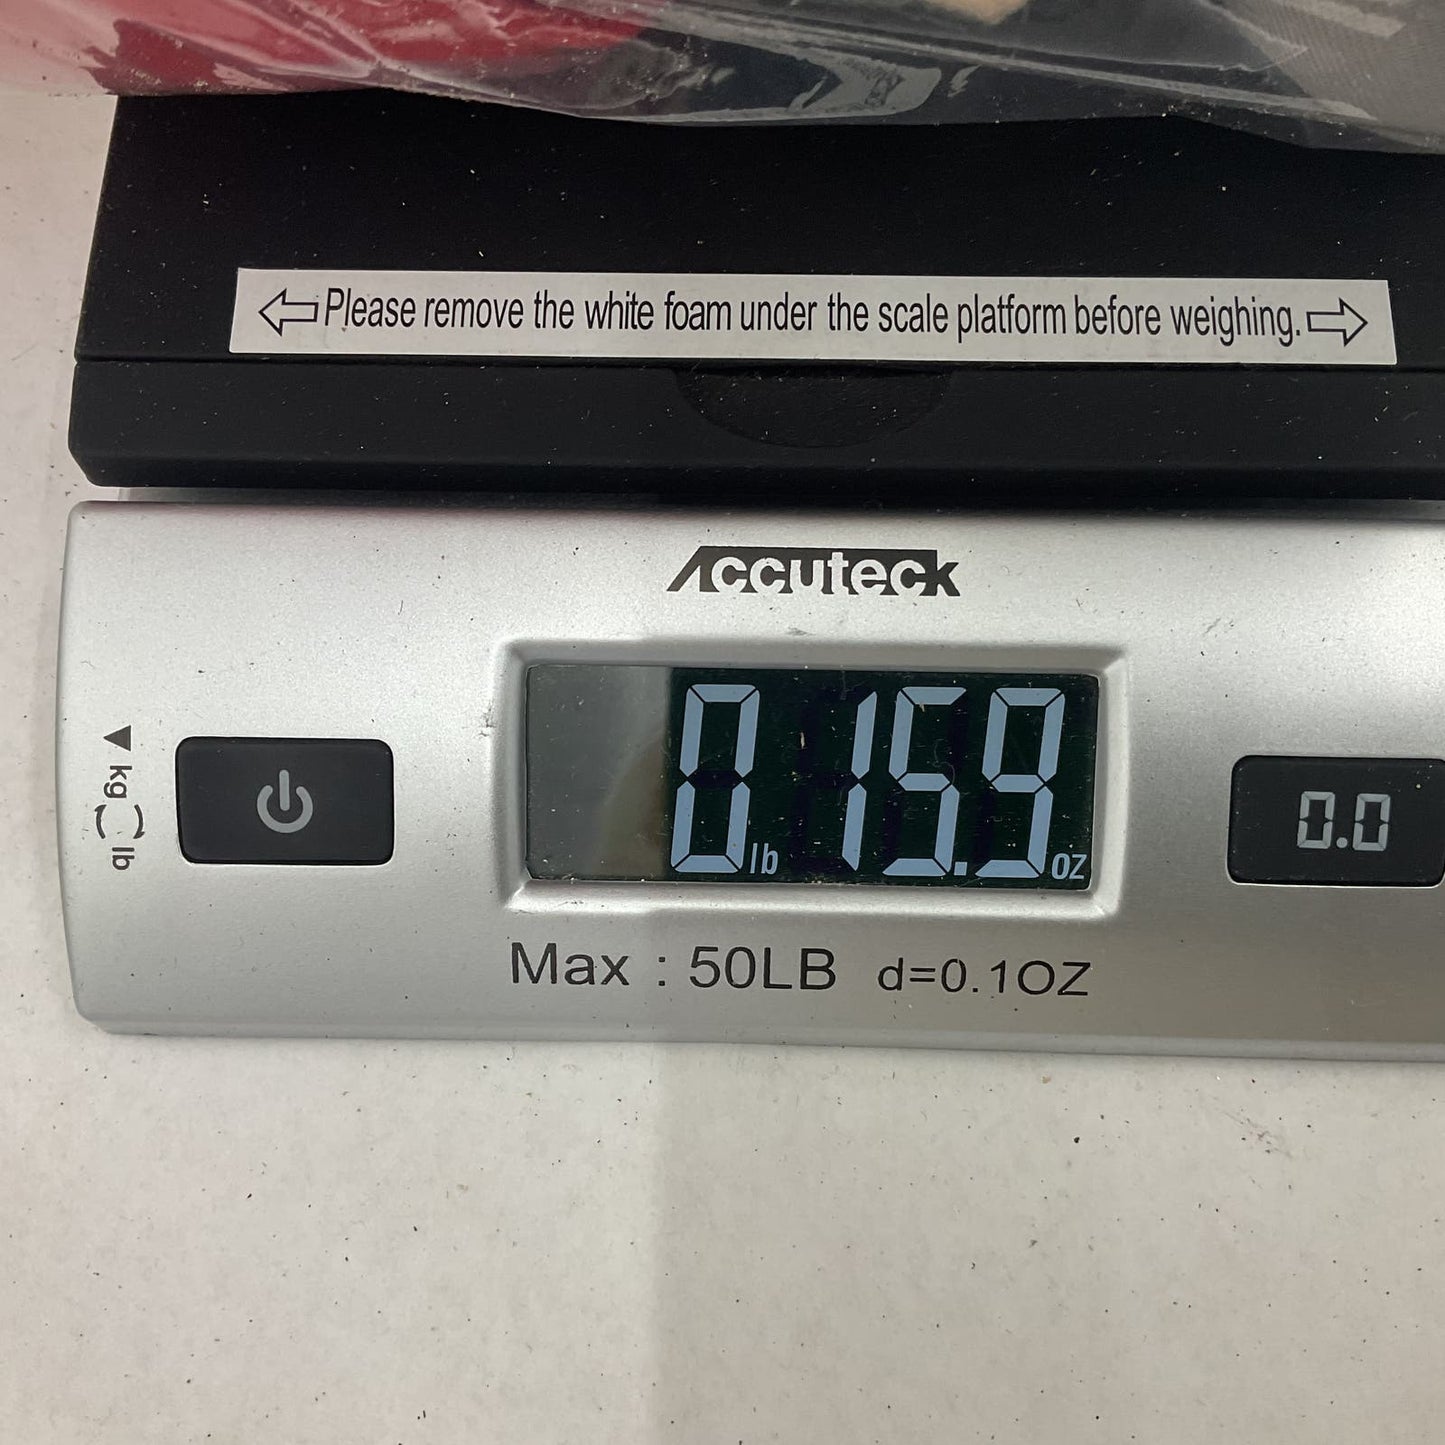 Please remove the white foam under the scale platform before weighing.
Accuteck
0 lb 15.9 oz
kg lb
0.0
Max : 50LB d=0.1OZ